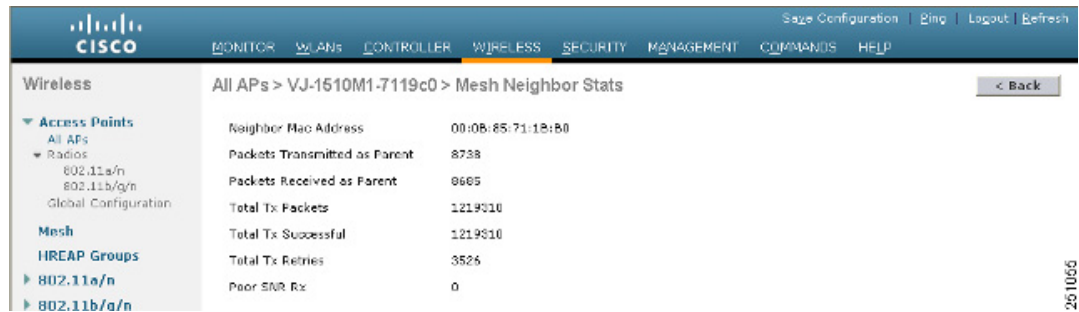 Save Configuration | Ping | Logout | Refresh
CISCO
MONITOR WLANs CONTROLLER WIRELESS SECURITY MANAGEMENT COMMANDS HELP
Wireless
All APs > VJ-1510M1-7119c0 > Mesh Neighbor Stats
< Back
Access Points
All APs
Radios
802.11a/n
802.11b/g/n
Global Configuration
Mesh
HREAP Groups
802.11a/n
802.11b/g/n
Neighbor Mac Address 00:0B:85:71:1B:B0
Packets Transmitted as Parent 8738
Packets Received as Parent 8685
Total Tx Packets 1219310
Total Tx Successful 1219310
Total Tx Retries 3526
Poor SNR Rx 0
251055